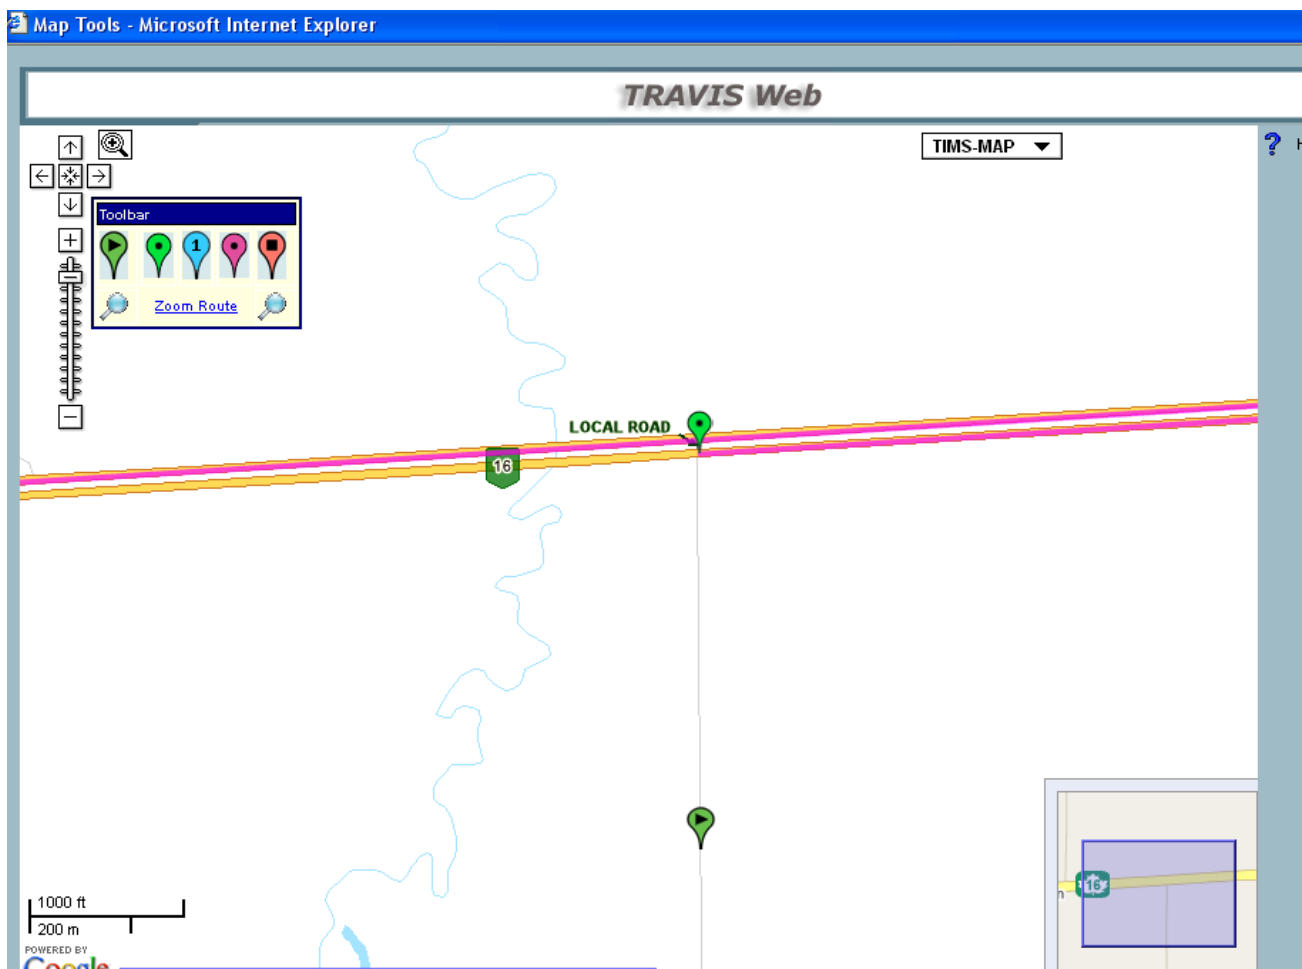 Map Tools - Microsoft Internet Explorer
TRAVIS Web
TIMS-MAP
? H
Toolbar
1
Zoom Route
LOCAL ROAD
16
16
n
1000 ft
200 m
POWERED BY
Google